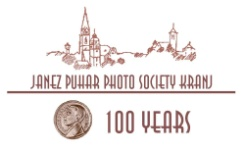 JANEZ PUHAR PHOTO SOCIETY KRANJ
100 YEARS